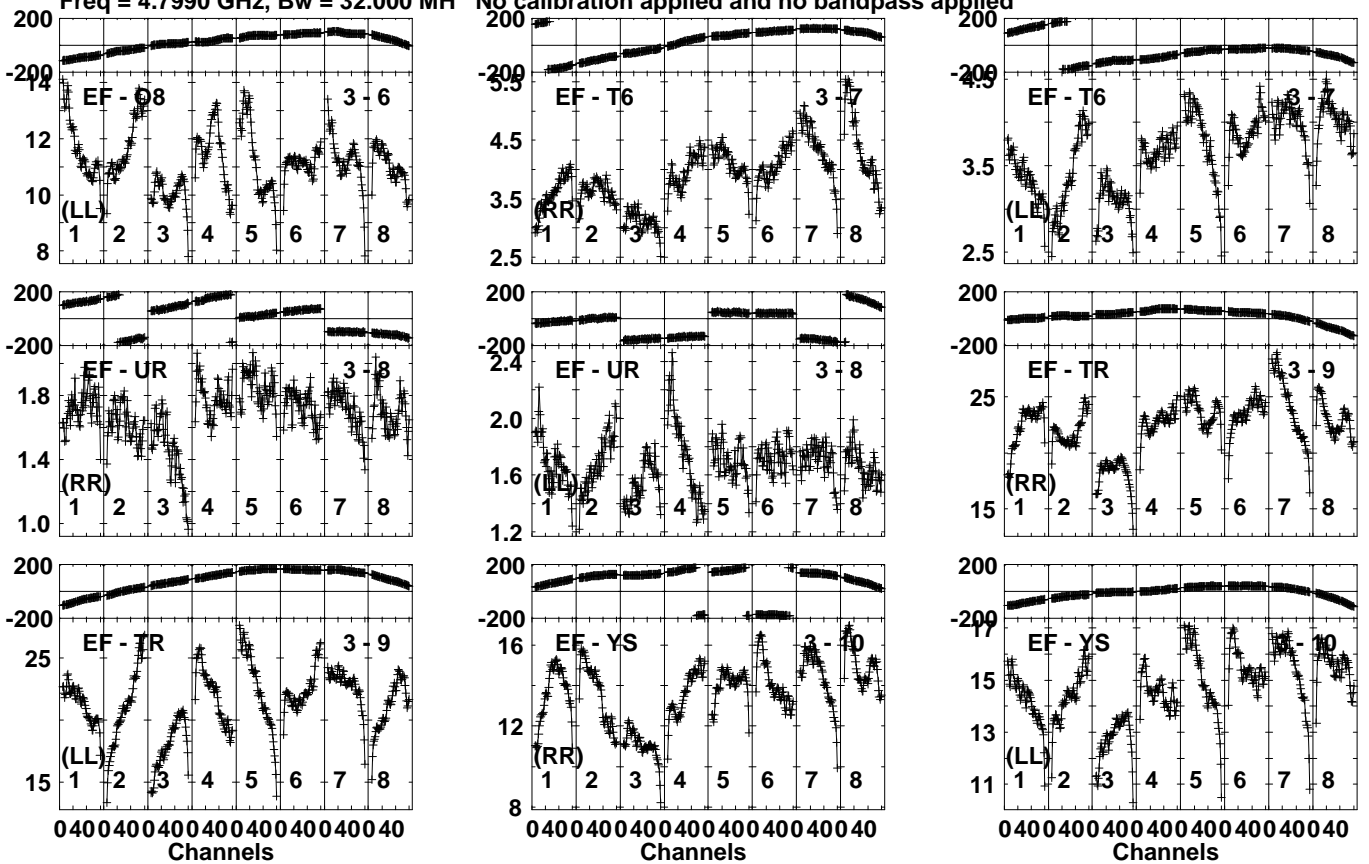 Freq = 4.7990 GHz, Bw = 32.000 MH No calibration applied and no bandpass applied
200 200 200
-200 -200 -200
14 5.5 4.5
EF - O8 3 - 6 EF - T6 3 - 7 EF - T6 3 - 7
12 4.5
10 3.5 3.5
(LL) (RR) (LL)
1 2 3 4 5 6 7 8 1 2 3 4 5 6 7 8 1 2 3 4 5 6 7 8
8 2.5 2.5
200 200 200
-200 -200 -200
EF - UR 3 - 8 EF - UR 3 - 8 EF - TR 3 - 9
2.4
1.8 2.0 25
1.4 1.6
(RR) (LL) (RR)
1 2 3 4 5 6 7 8 1 2 3 4 5 6 7 8 1 2 3 4 5 6 7 8
1.0 1.2 15
200 200 200
-200 -200 -200
EF - TR 3 - 9 EF - YS 3 - 10 EF - YS 3 - 10
25 16 17
15
12 13
(LL) (RR) (LL)
15 1 2 3 4 5 6 7 8 1 2 3 4 5 6 7 8 11 1 2 3 4 5 6 7 8
8
0 40 0 40 0 40 0 40 0 40 0 40 0 40 0 40 0 40 0 40 0 40 0 40 0 40 0 40 0 40 0 40 0 40 0 40 0 40 0 40 0 40 0 40 0 40 0 40
Channels Channels Channels